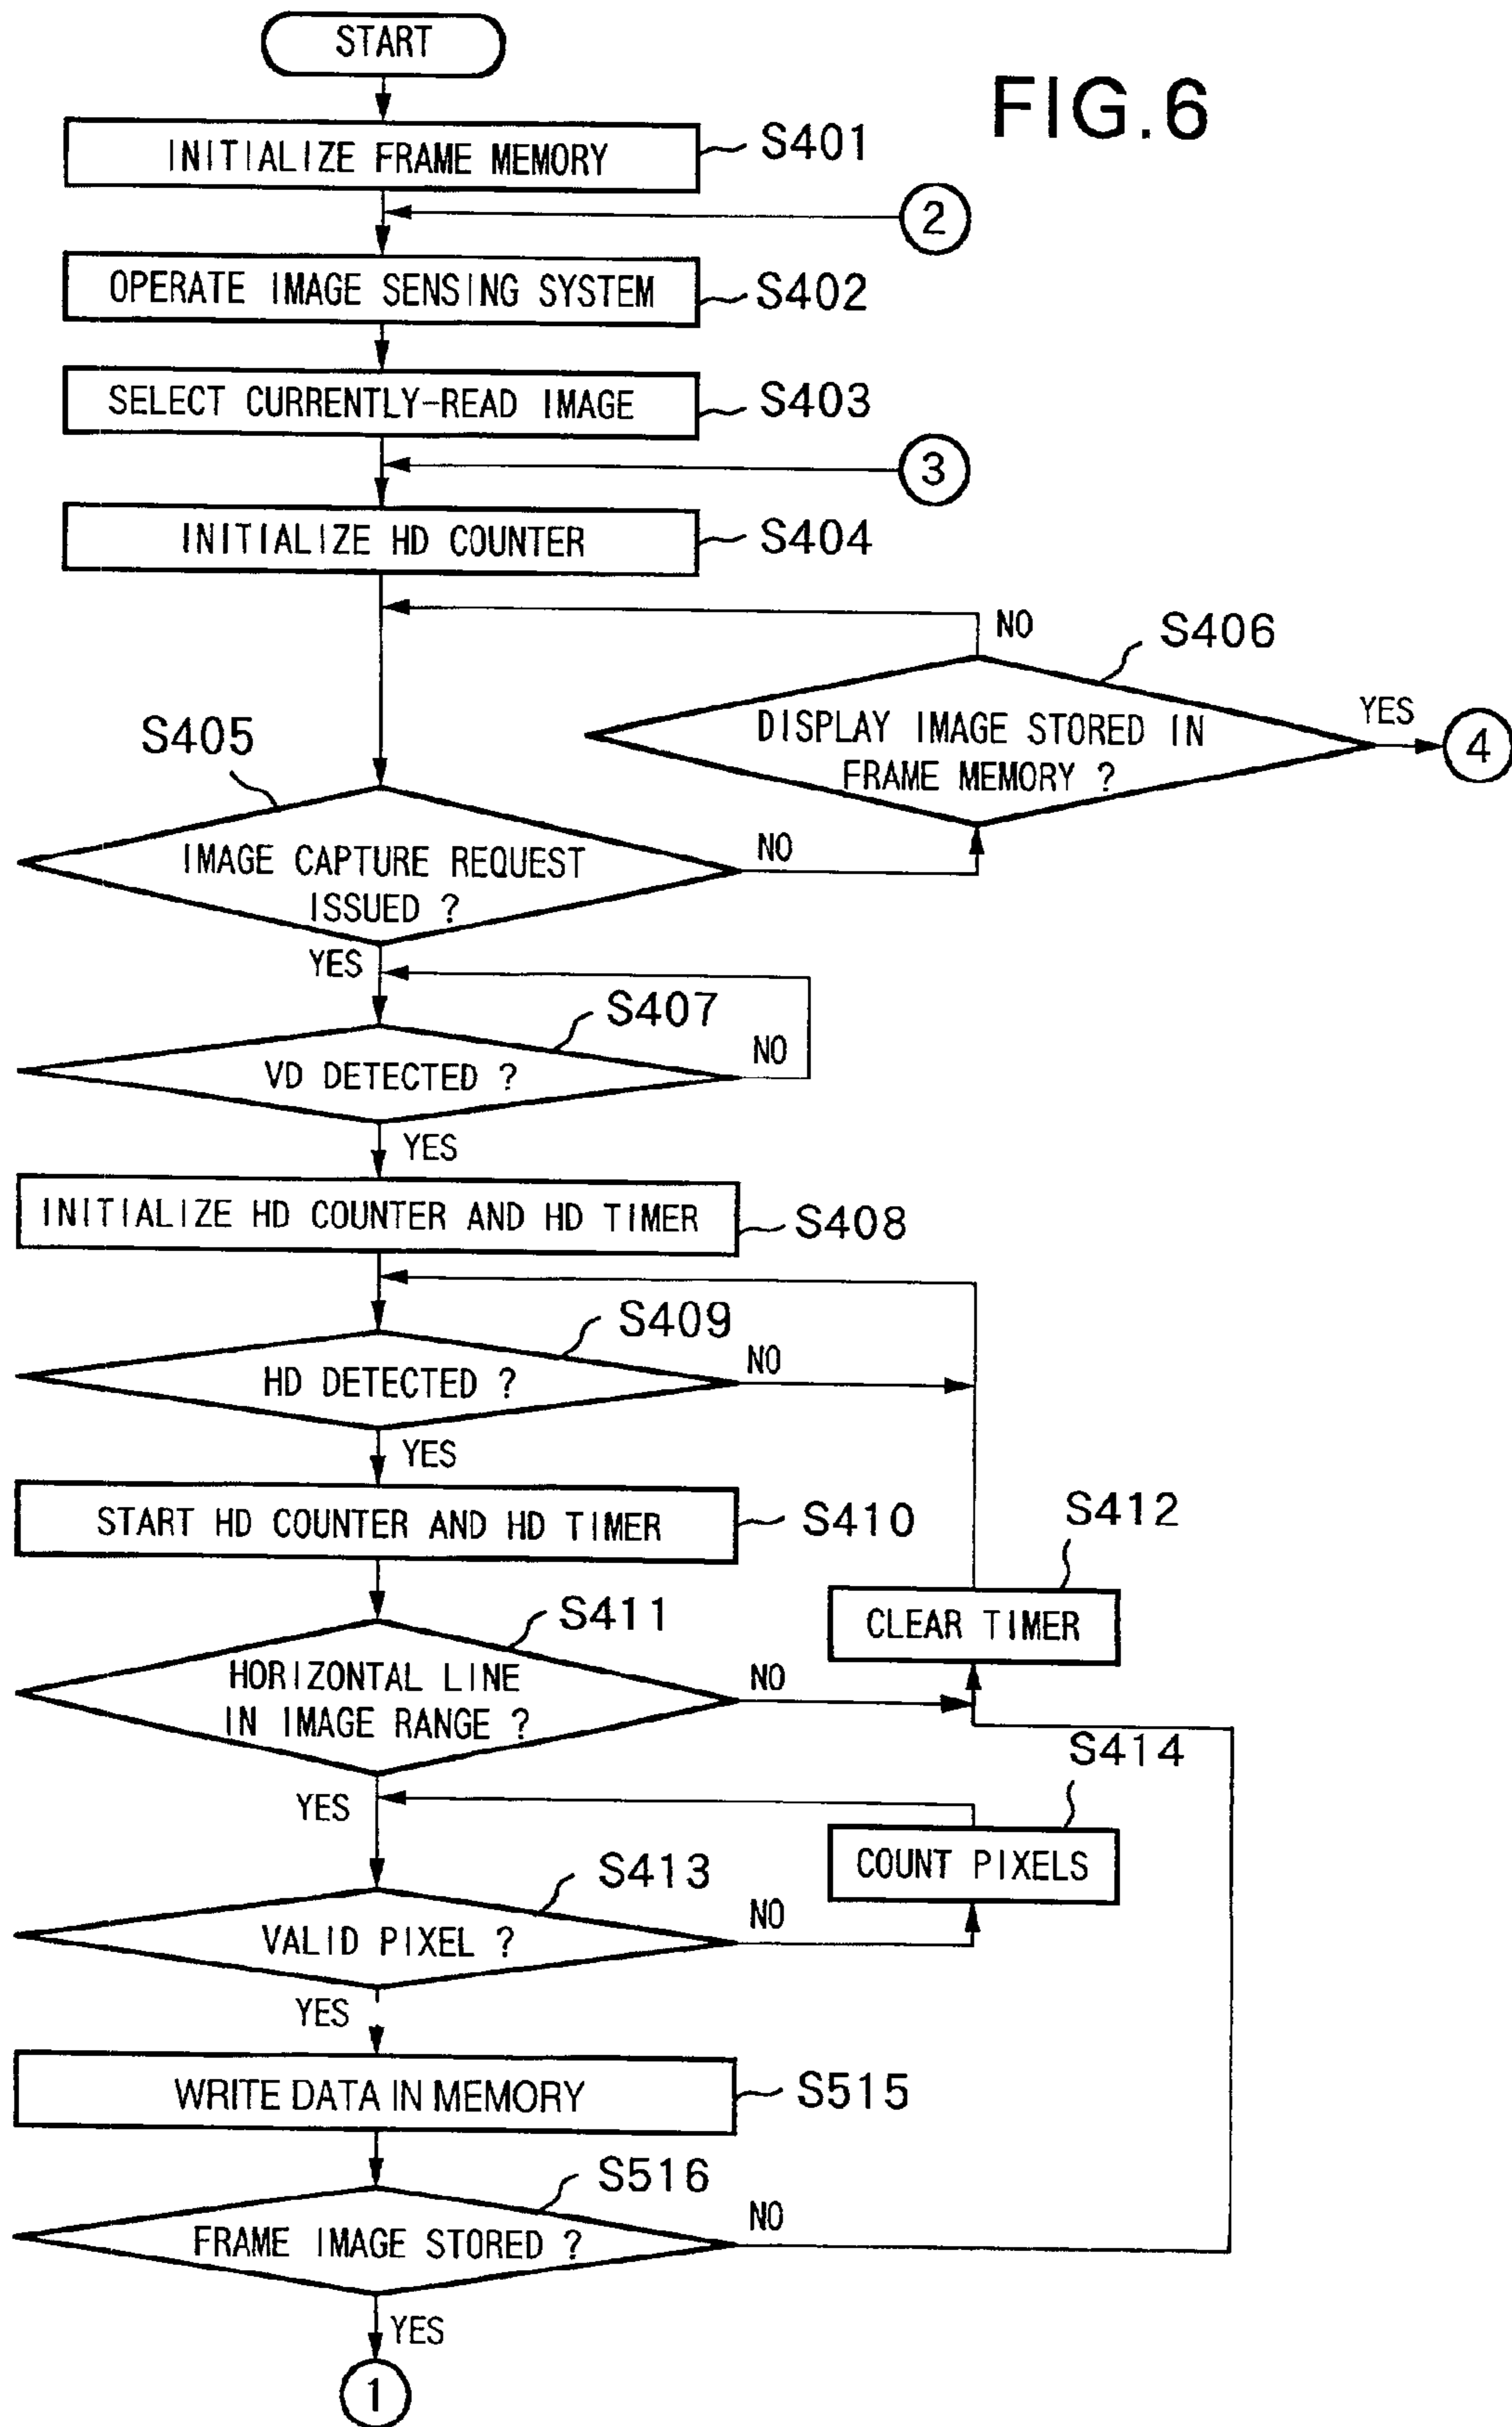 START
FIG.6
INITIALIZE FRAME MEMORY
S401
2
OPERATE IMAGE SENSING SYSTEM
S402
SELECT CURRENTLY-READ IMAGE
S403
3
INITIALIZE HD COUNTER
S404
NO
S406
DISPLAY IMAGE STORED IN
FRAME MEMORY ?
YES
4
S405
IMAGE CAPTURE REQUEST
ISSUED ?
NO
YES
S407
VD DETECTED ?
NO
YES
INITIALIZE HD COUNTER AND HD TIMER
S408
S409
HD DETECTED ?
NO
YES
START HD COUNTER AND HD TIMER
S410
S412
CLEAR TIMER
S411
HORIZONTAL LINE
IN IMAGE RANGE ?
NO
YES
S414
COUNT PIXELS
S413
VALID PIXEL ?
NO
YES
WRITE DATA IN MEMORY
S515
S516
FRAME IMAGE STORED ?
NO
YES
1